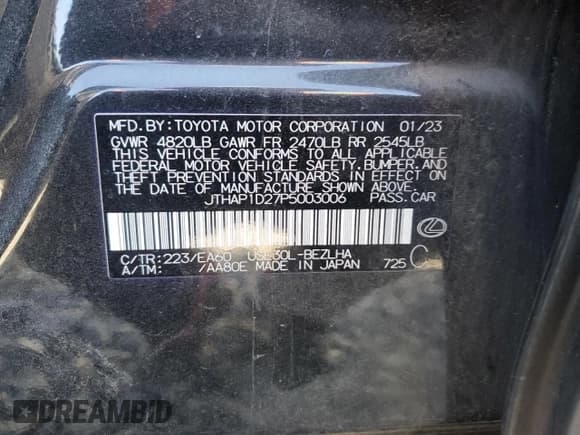 MFD. BY: TOYOTA MOTOR CORPORATION 01/23
GVWR 4820LB GAWR FR 2470LB RR 2545LB
THIS VEHICLE CONFORMS TO ALL APPLICABLE
FEDERAL MOTOR VEHICLE SAFETY, BUMPER, AND
THEFT PREVENTION STANDARDS IN EFFECT ON
THE DATE OF MANUFACTURE SHOWN ABOVE.
JTHAP1D27P5003006 PASS. CAR
C/TR: 223/EA60 USE30L-BEZLHA
A/TM: /AA80E MADE IN JAPAN 725 C
DREAMBID